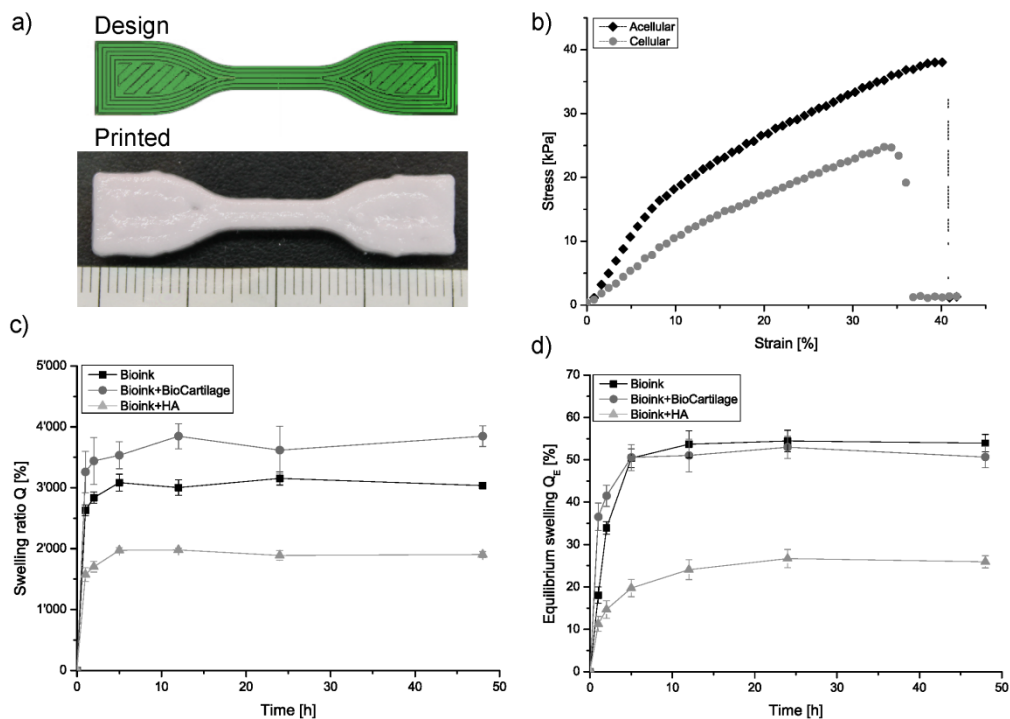 a)
Design
Printed
b)
Acellular
Cellular
40
30
20
10
0
Stress [kPa]
0 10 20 30 40
Strain [%]
c)
Bioink
Bioink+BioCartilage
Bioink+HA
5'000
4'000
3'000
2'000
1'000
0
Swelling ratio Q [%]
0 10 20 30 40 50
Time [h]
d)
Bioink
Bioink+BioCartilage
Bioink+HA
70
60
50
40
30
20
10
0
Equilibrium swelling QE [%]
0 10 20 30 40 50
Time [h]